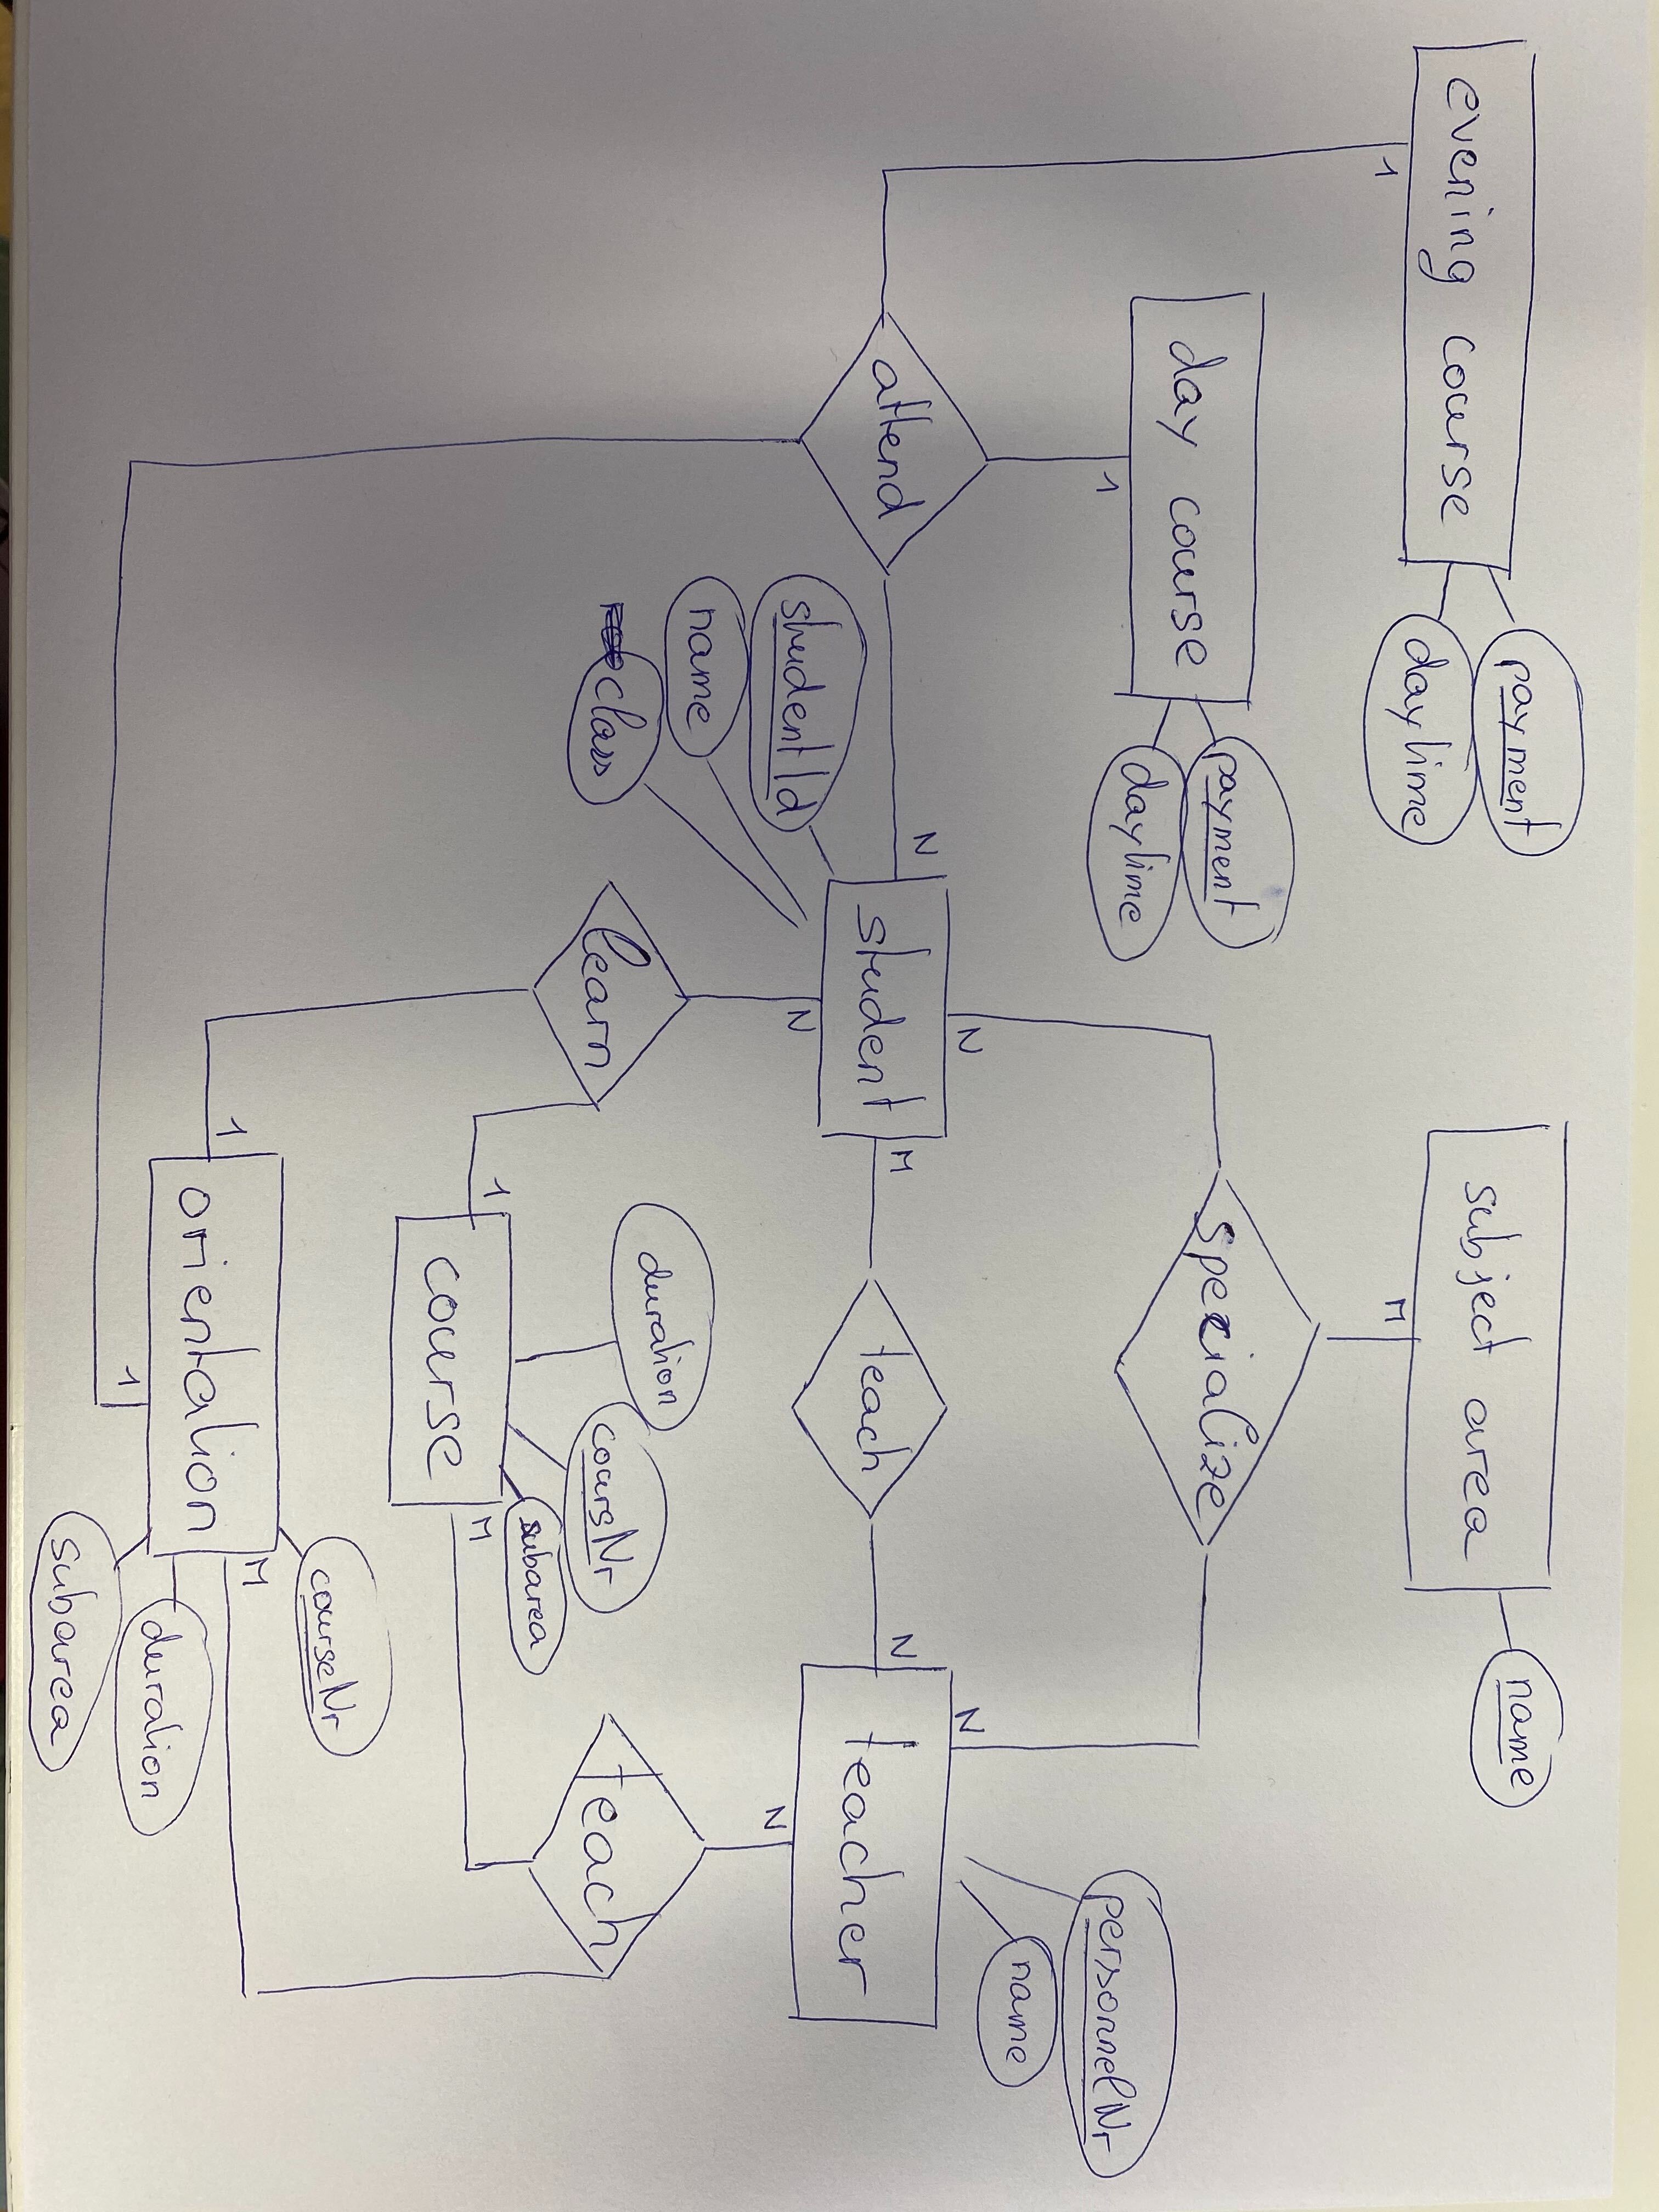 evening course
payment
daytime
1
day course
payment
daytime
1
subject area
name
M
attend
specialize
N
studentId
name
class
student
N
N
M
teach
N
teacher
N
personnelNr
name
N
learn
N
teach
1
course
duration
coursNr
subarea
M
1
orientation
1
M
courseNr
duration
subarea